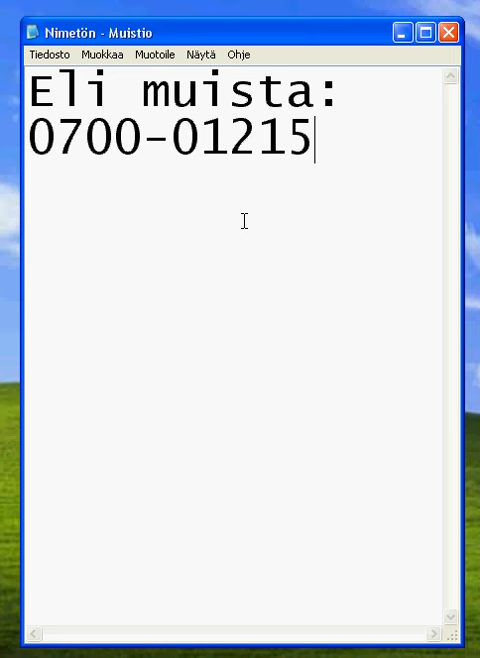 Nimetön - Muistio
Tiedosto Muokkaa Muotoile Näytä Ohje
Eli muista:
0700-01215